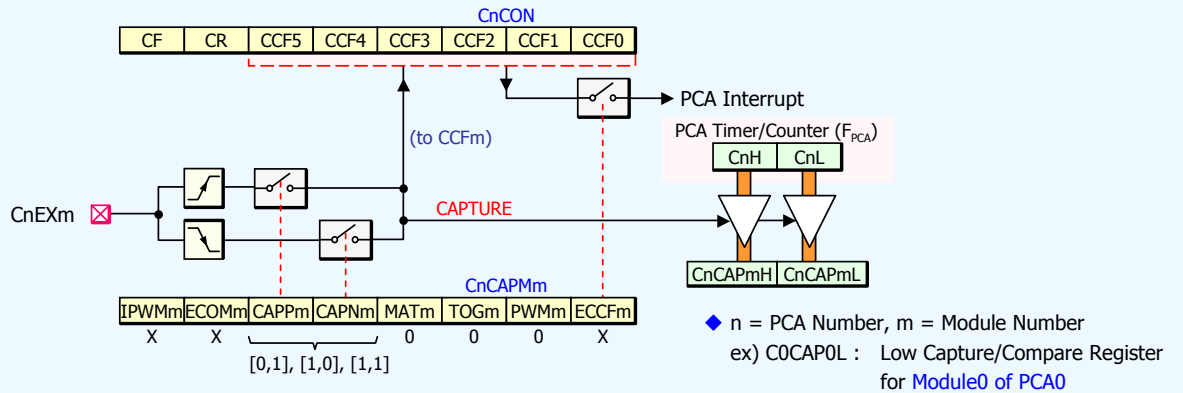 CnCON
CF CR CCF5 CCF4 CCF3 CCF2 CCF1 CCF0
PCA Interrupt
(to CCFm)
PCA Timer/Counter (FPCA)
CnH CnL
CnEXm
CAPTURE
CnCAPmH CnCAPmL
CnCAPMm
IPWMm ECOMm CAPPm CAPNm MATm TOGm PWMm ECCFm
X X 0 0 0 X
[0,1], [1,0], [1,1]
n = PCA Number, m = Module Number
ex) C0CAP0L : Low Capture/Compare Register
for Module0 of PCA0